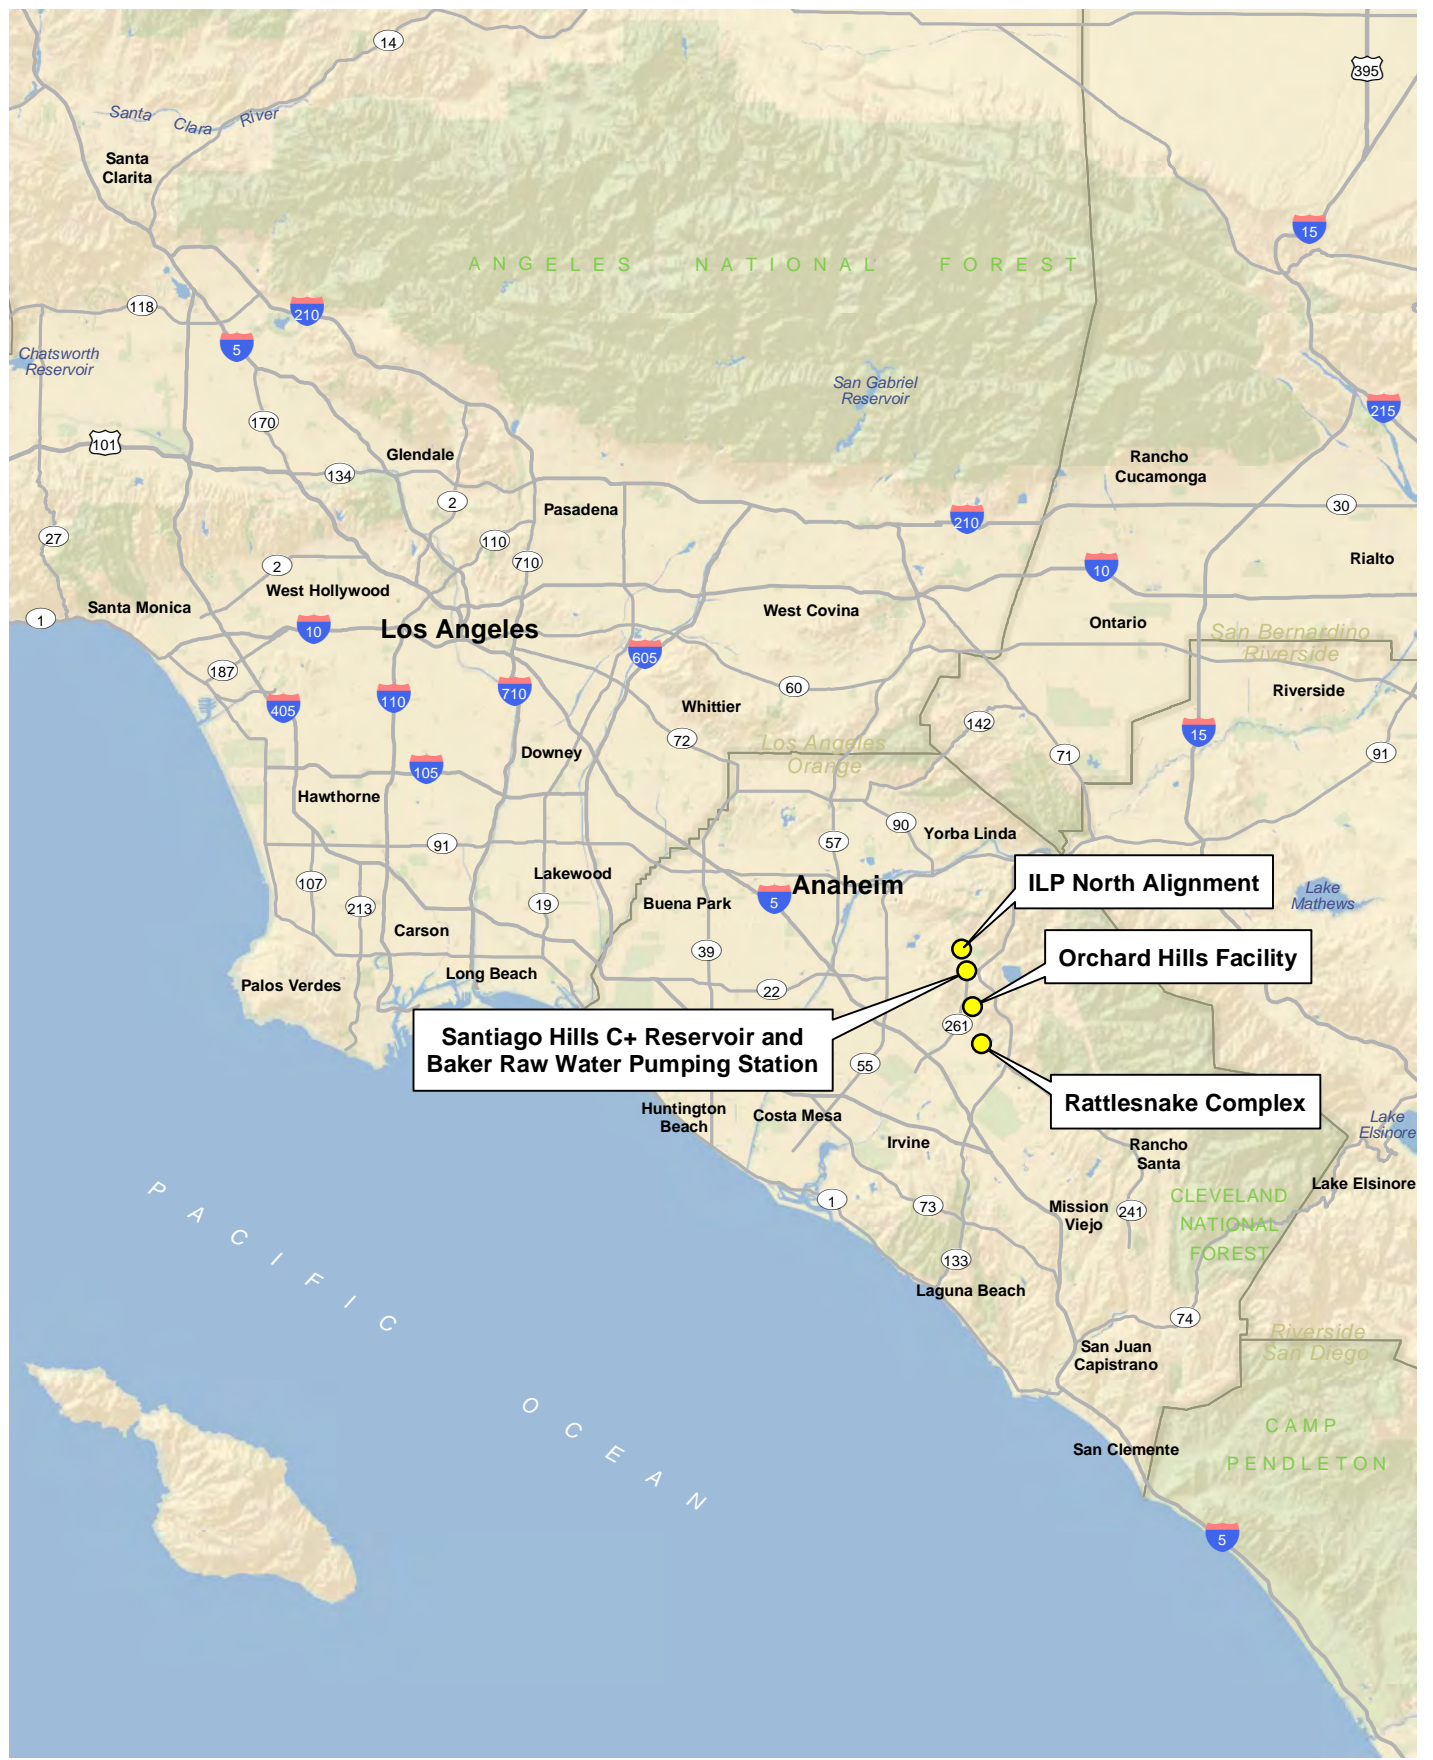 14
395
Santa Clara River
Santa
Clarita
15
ANGELES NATIONAL FOREST
118
210
5
Chatsworth
Reservoir
San Gabriel
Reservoir
215
170
101
Glendale
134
Rancho
Cucamonga
2
Pasadena
30
210
27
110
710
Rialto
2
10
West Hollywood
Santa Monica
West Covina
1
10
Los Angeles
Ontario
San Bernardino
Riverside
605
187
60
Riverside
405
110
710
Whittier
142
15
72
Los Angeles
Orange
71
91
Downey
105
Hawthorne
90
Yorba Linda
57
91
Lakewood
107
Anaheim
ILP North Alignment
Lake
Mathews
213
19
Buena Park
5
Carson
39
Orchard Hills Facility
Long Beach
Palos Verdes
22
261
Santiago Hills C+ Reservoir and
Baker Raw Water Pumping Station
55
Rattlesnake Complex
Huntington
Beach
Costa Mesa
Irvine
Rancho
Santa
Lake
Elsinore
Lake Elsinore
PACIFIC
1
73
Mission
Viejo
241
CLEVELAND
NATIONAL
FOREST
133
Laguna Beach
74
Riverside
San Diego
San Juan
Capistrano
OCEAN
CAMP
PENDLETON
San Clemente
5